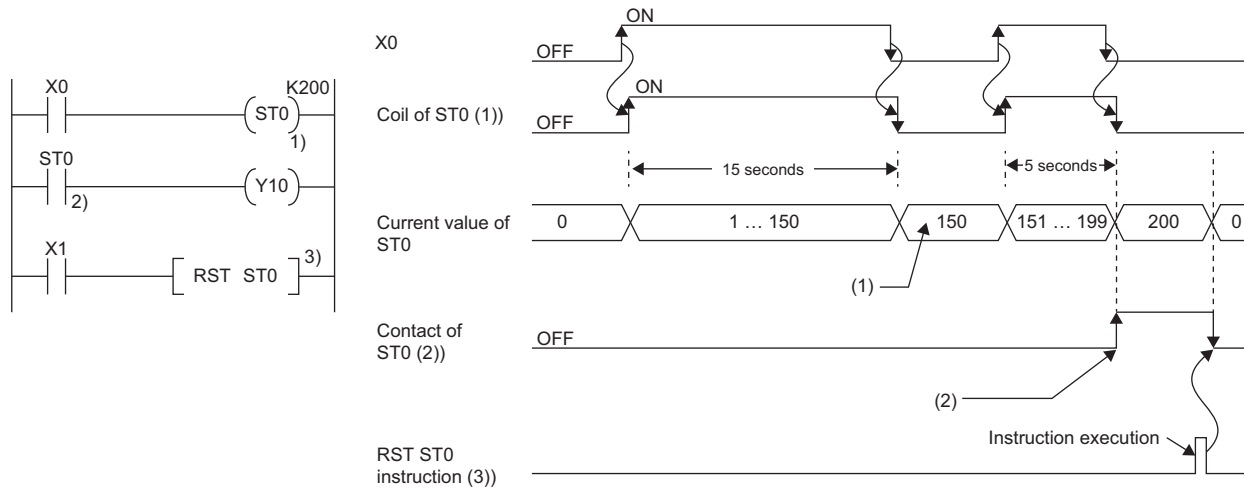 X0
K200
ST0
1)
ST0
2)
Y10
X1
RST ST0
3)
X0
OFF
ON
Coil of ST0 (1))
OFF
ON
15 seconds
5 seconds
Current value of
ST0
0
1 … 150
150
151 … 199
200
0
(1)
Contact of
ST0 (2))
OFF
(2)
RST ST0
instruction (3))
Instruction execution